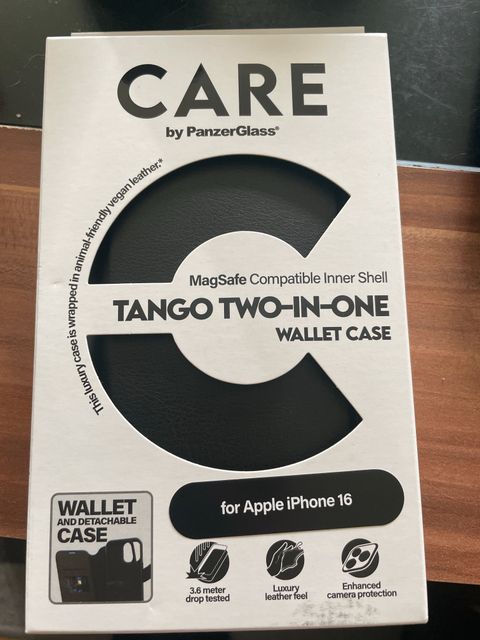 CARE
by PanzerGlass®
This luxury case is wrapped in animal-friendly vegan leather.*
MagSafe Compatible Inner Shell
TANGO TWO-IN-ONE
WALLET CASE
for Apple iPhone 16
WALLET
AND DETACHABLE
CASE
3.6 meter
drop tested
Luxury
leather feel
Enhanced
camera protection